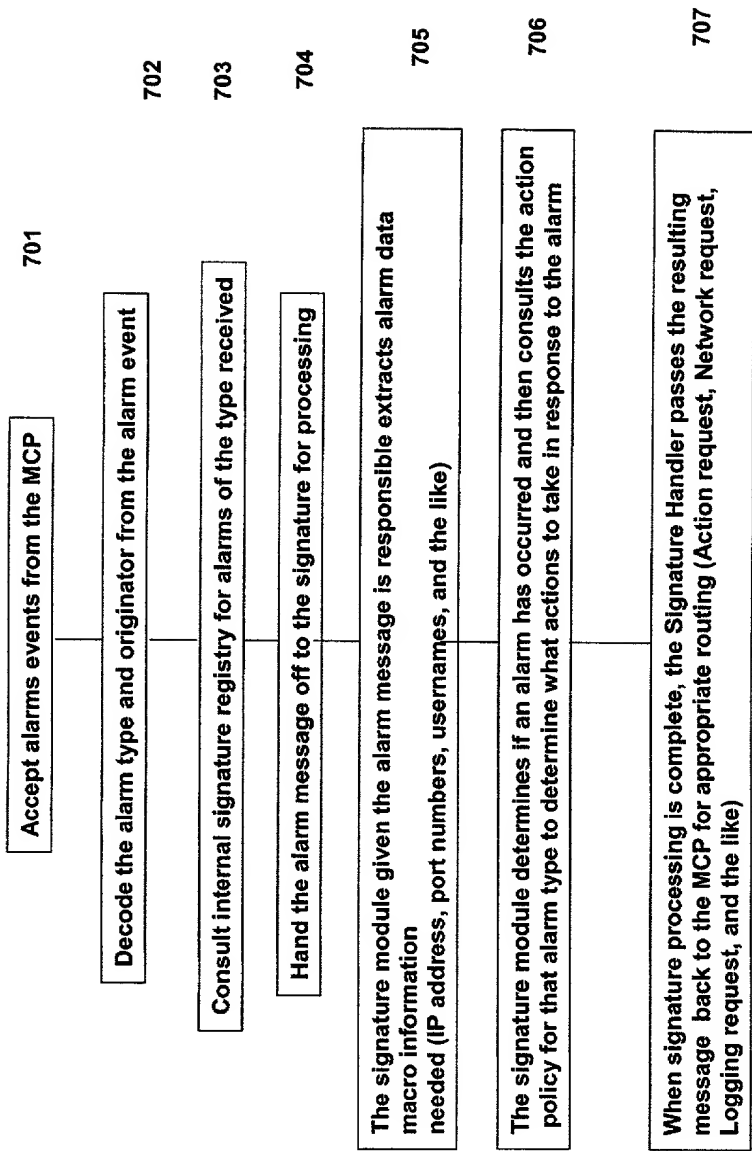 Accept alarms events from the MCP
701
Decode the alarm type and originator from the alarm event
702
Consult internal signature registry for alarms of the type received
703
Hand the alarm message off to the signature for processing
704
The signature module given the alarm message is responsible extracts alarm data
macro information
needed (IP address, port numbers, usernames, and the like)
705
The signature module determines if an alarm has occurred and then consults the action
policy for that alarm type to determine what actions to take in response to the alarm
706
When signature processing is complete, the Signature Handler passes the resulting
message back to the MCP for appropriate routing (Action request, Network request,
Logging request, and the like)
707